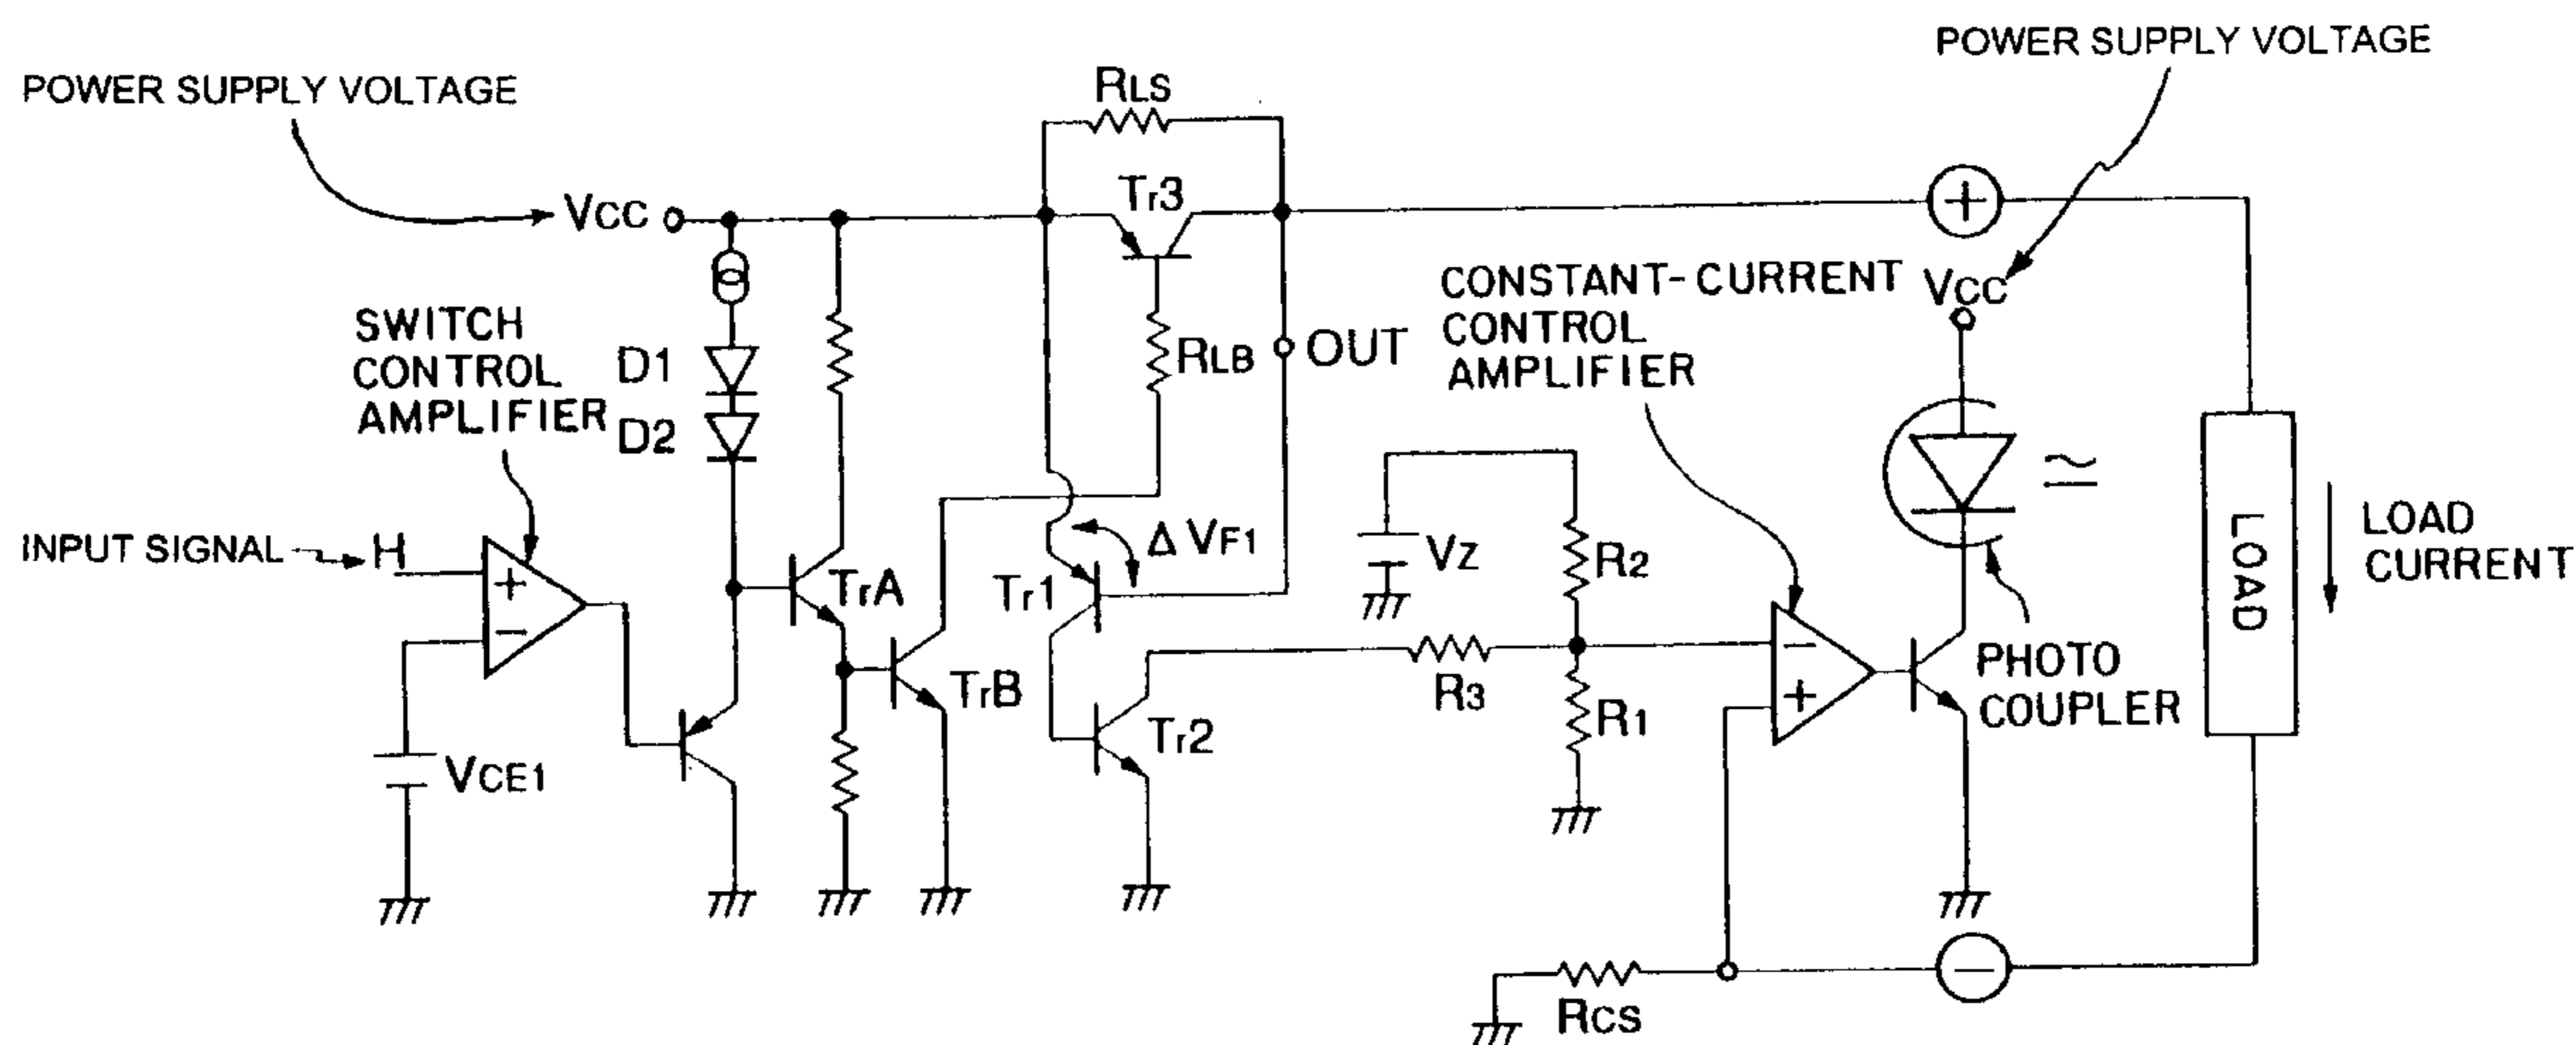 POWER SUPPLY VOLTAGE
POWER SUPPLY VOLTAGE
RLS
Tr3
VCC
+
CONSTANT-CURRENT
CONTROL
AMPLIFIER
VCC
SWITCH
CONTROL
AMPLIFIER
D1
D2
RLB
OUT
INPUT SIGNAL
H
+
−
Δ VF1
VZ
R2
LOAD
LOAD
CURRENT
TrA
Tr1
TrB
R3
R1
−
+
PHOTO
COUPLER
Tr2
VCE1
−
RCS